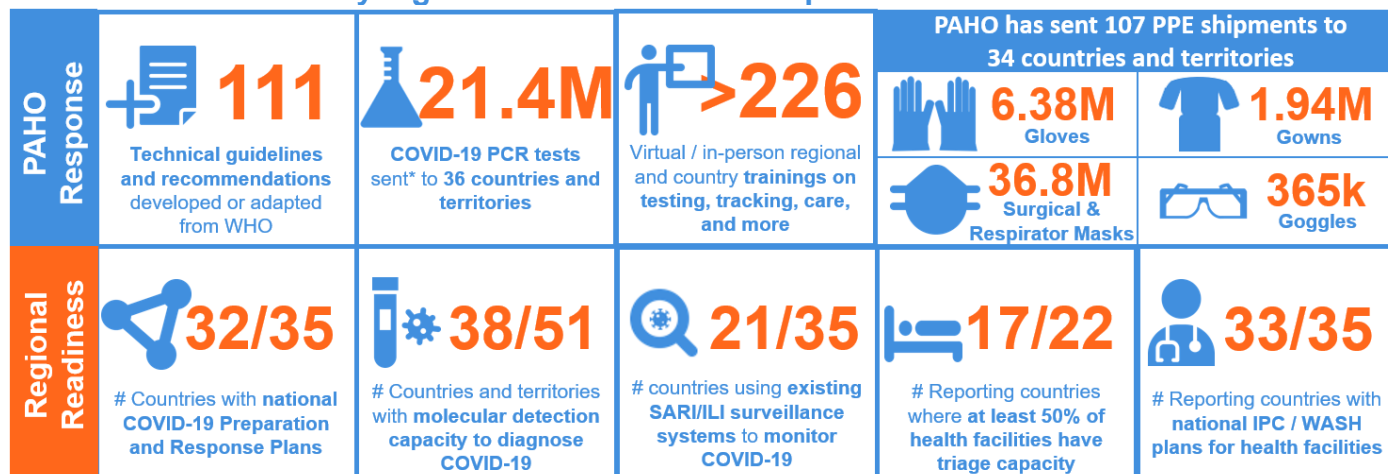 PAHO
Response
111
Technical guidelines
and recommendations
developed or adapted
from WHO
21.4M
COVID-19 PCR tests
sent* to 36 countries and
territories
>226
Virtual / in-person regional
and country trainings on
testing, tracking, care,
and more
PAHO has sent 107 PPE shipments to
34 countries and territories
6.38M
Gloves
1.94M
Gowns
36.8M
Surgical &
Respirator Masks
365k
Goggles
Regional
Readiness
32/35
# Countries with national
COVID-19 Preparation
and Response Plans
38/51
# Countries and territories
with molecular detection
capacity to diagnose
COVID-19
21/35
# countries using existing
SARI/ILI surveillance
systems to monitor
COVID-19
17/22
# Reporting countries
where at least 50% of
health facilities have
triage capacity
33/35
# Reporting countries with
national IPC / WASH
plans for health facilities